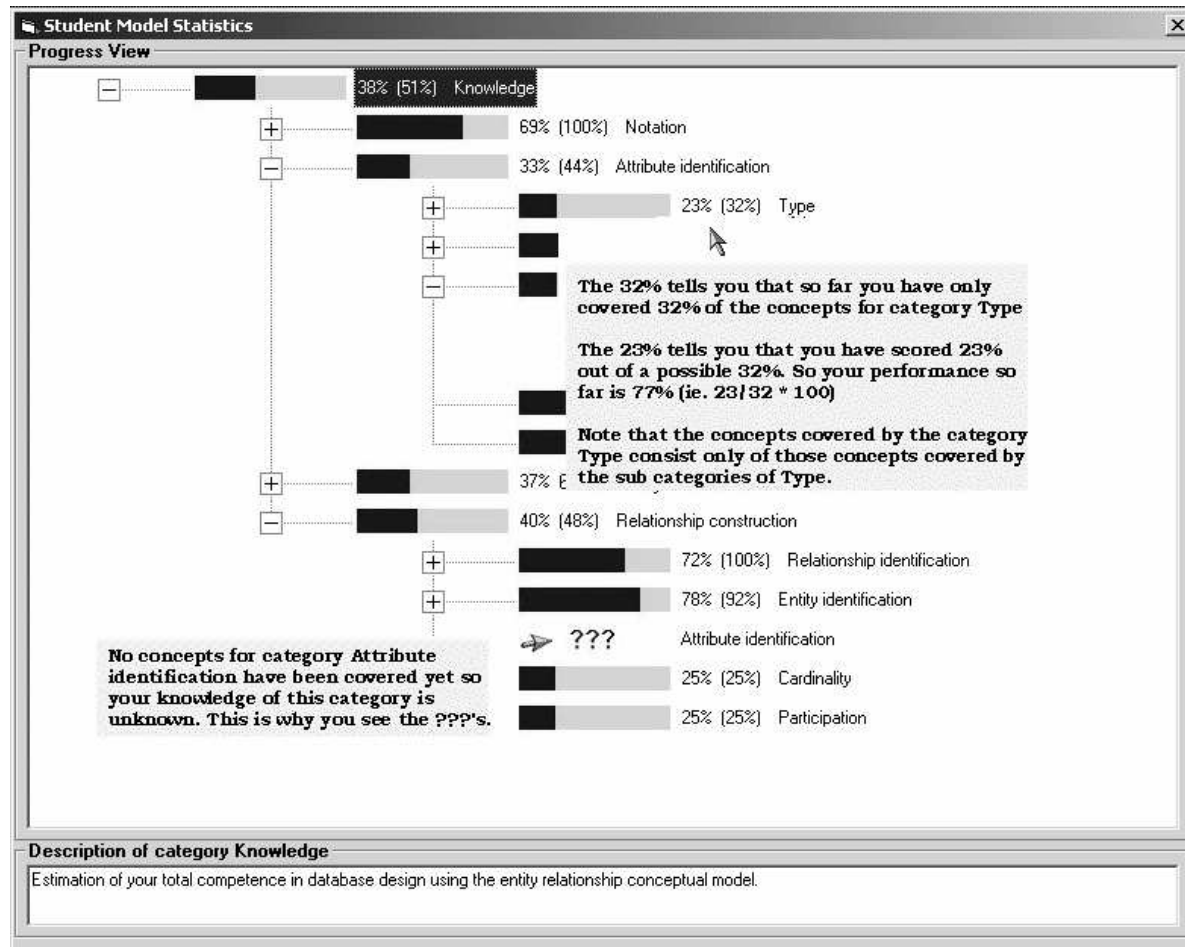 Student Model Statistics
Progress View
38% (51%) Knowledge
69% (100%) Notation
33% (44%) Attribute identification
23% (32%) Type
The 32% tells you that so far you have only
covered 32% of the concepts for category Type
The 23% tells you that you have scored 23%
out of a possible 32%. So your performance so
far is 77% (ie. 23/32 * 100)
Note that the concepts covered by the category
Type consist only of those concepts covered by
the sub categories of Type.
37%
40% (48%) Relationship construction
72% (100%) Relationship identification
78% (92%) Entity identification
??? Attribute identification
No concepts for category Attribute
identification have been covered yet so
your knowledge of this category is
unknown. This is why you see the ???'s.
25% (25%) Cardinality
25% (25%) Participation
Description of category Knowledge
Estimation of your total competence in database design using the entity relationship conceptual model.